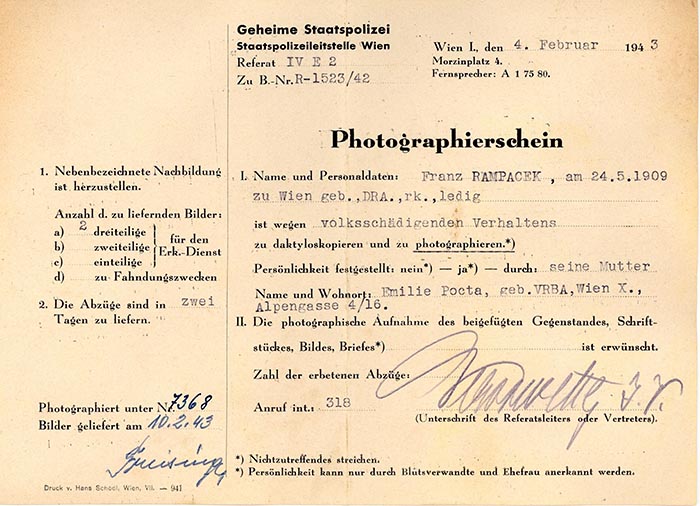 Geheime Staatspolizei
Staatspolizeileitstelle Wien
Referat IV E 2
Zu B.-Nr. R-1523/42
Wien I., den 4. Februar 1943
Morzinplatz 4.
Fernsprecher: A 1 75 80.
Photographierschein
1. Nebenbezeichnete Nachbildung
ist herzustellen.
Anzahl d. zu liefernden Bilder:
a) 2 dreiteilige
b) zweiteilige
c) einteilige
für den
Erk.-Dienst
d) zu Fahndungszwecken
2. Die Abzüge sind in zwei
Tagen zu liefern.
Photographiert unter Nr. 7368
Bilder geliefert am 10.2.43
Druck v. Hans Schödl, Wien, VII. — 941
I. Name und Personaldaten: Franz RAMPACEK , am 24.5.1909
zu Wien geb.,DRA.,rk.,ledig
ist wegen volksschädigenden Verhaltens
zu daktyloskopieren und zu photographieren.*)
Persönlichkeit festgestellt: nein*) — ja*) — durch: seine Mutter
Name und Wohnort: Emilie Pocta, geb.VRBA,Wien X.,
Alpengasse 4/16.
II. Die photographische Aufnahme des beigefügten Gegenstandes, Schrift-
stückes, Bildes, Briefes*) ist erwünscht.
Zahl der erbetenen Abzüge:
Anruf int.: 318
(Unterschrift des Referatsleiters oder Vertreters).
*) Nichtzutreffendes streichen.
*) Persönlichkeit kann nur durch Blutsverwandte und Ehefrau anerkannt werden.